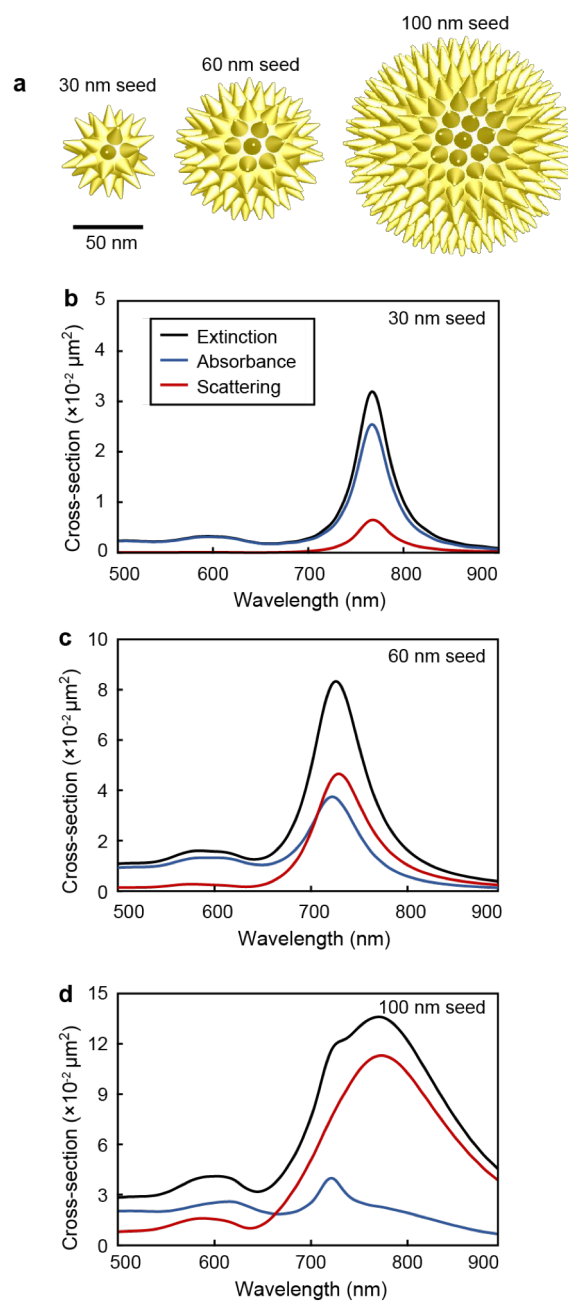 a
30 nm seed
60 nm seed
100 nm seed
50 nm
b
30 nm seed
Extinction
Absorbance
Scattering
5
4
3
2
1
0
Cross-section (×10⁻² µm²)
500 600 700 800 900
Wavelength (nm)
c
60 nm seed
10
8
6
4
2
0
Cross-section (×10⁻² µm²)
500 600 700 800 900
Wavelength (nm)
d
100 nm seed
15
12
9
6
3
0
Cross-section (×10⁻² µm²)
500 600 700 800 900
Wavelength (nm)